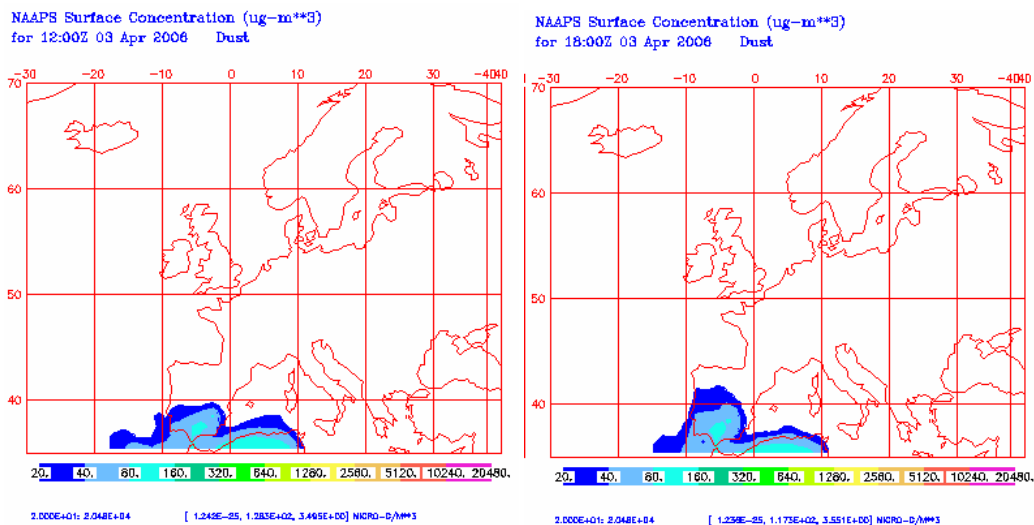 NAAPS Surface Concentration (ug-m**3)
for 12:00Z 03 Apr 2006 Dust
-30 -20 -10 0 10 20 30 -40 40
70
60
50
40
20. 40. 80. 160. 320. 640. 1280. 2560. 5120. 10240. 20480.
2.000E+01: 2.048E+04 [ 1.242E-25, 1.283E+02, 3.495E+00] MICRO-G/M**3
NAAPS Surface Concentration (ug-m**3)
for 18:00Z 03 Apr 2006 Dust
-30 -20 -10 0 10 20 30 -40 40
70
60
50
40
20. 40. 80. 160. 320. 640. 1280. 2560. 5120. 10240. 20480.
2.000E+01: 2.048E+04 [ 1.236E-25, 1.173E+02, 3.551E+00] MICRO-G/M**3